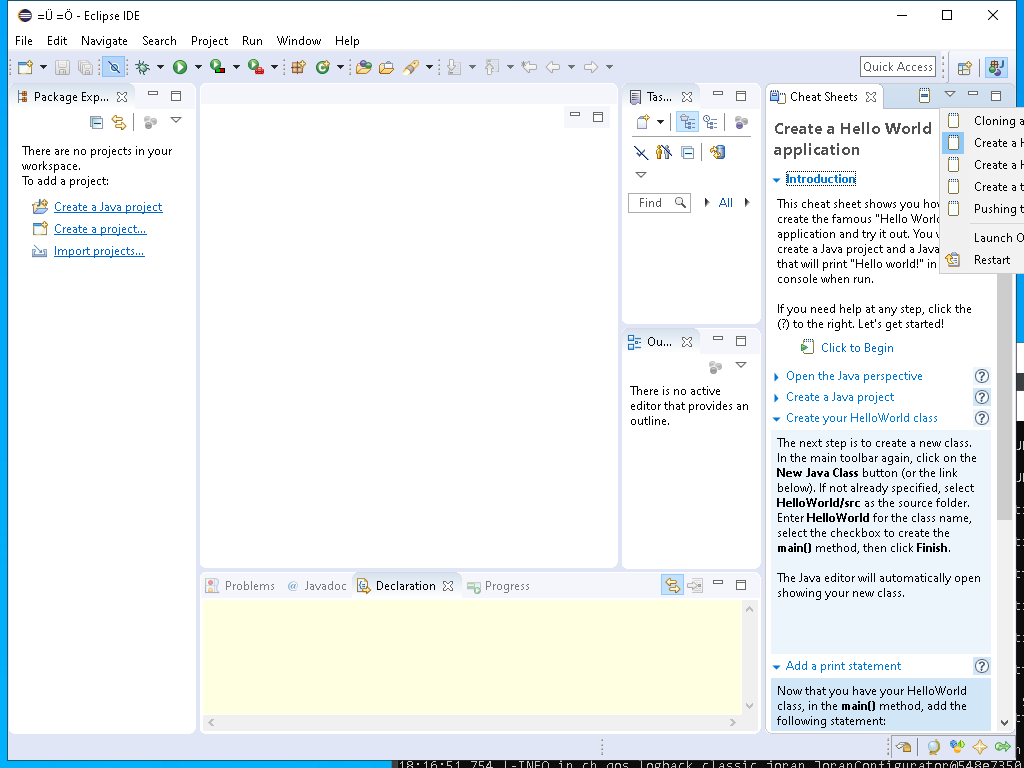 =Ü =Ö - Eclipse IDE
File Edit Navigate Search Project Run Window Help
Quick Access
Package Exp...
There are no projects in your
workspace.
To add a project:
Create a Java project
Create a project...
Import projects...
Tas...
Find
All
Ou...
There is no active
editor that provides an
outline.
Cheat Sheets
Create a Hello World
application
Introduction
This cheat sheet shows you how
create the famous "Hello World
application and try it out. You w
create a Java project and a Java
that will print "Hello world!" in
console when run.
If you need help at any step, click the
(?) to the right. Let's get started!
Click to Begin
Open the Java perspective
Create a Java project
Create your HelloWorld class
The next step is to create a new class.
In the main toolbar again, click on the
New Java Class button (or the link
below). If not already specified, select
HelloWorld/src as the source folder.
Enter HelloWorld for the class name,
select the checkbox to create the
main() method, then click Finish.
The Java editor will automatically open
showing your new class.
Add a print statement
Now that you have your HelloWorld
class, in the main() method, add the
following statement:
Cloning a
Create a H
Create a H
Create a t
Pushing t
Launch O
Restart
Problems @ Javadoc Declaration Progress
18:16:51,754 |-INFO in ch.qos.logback.classic.joran.JoranConfigurator@548e7350